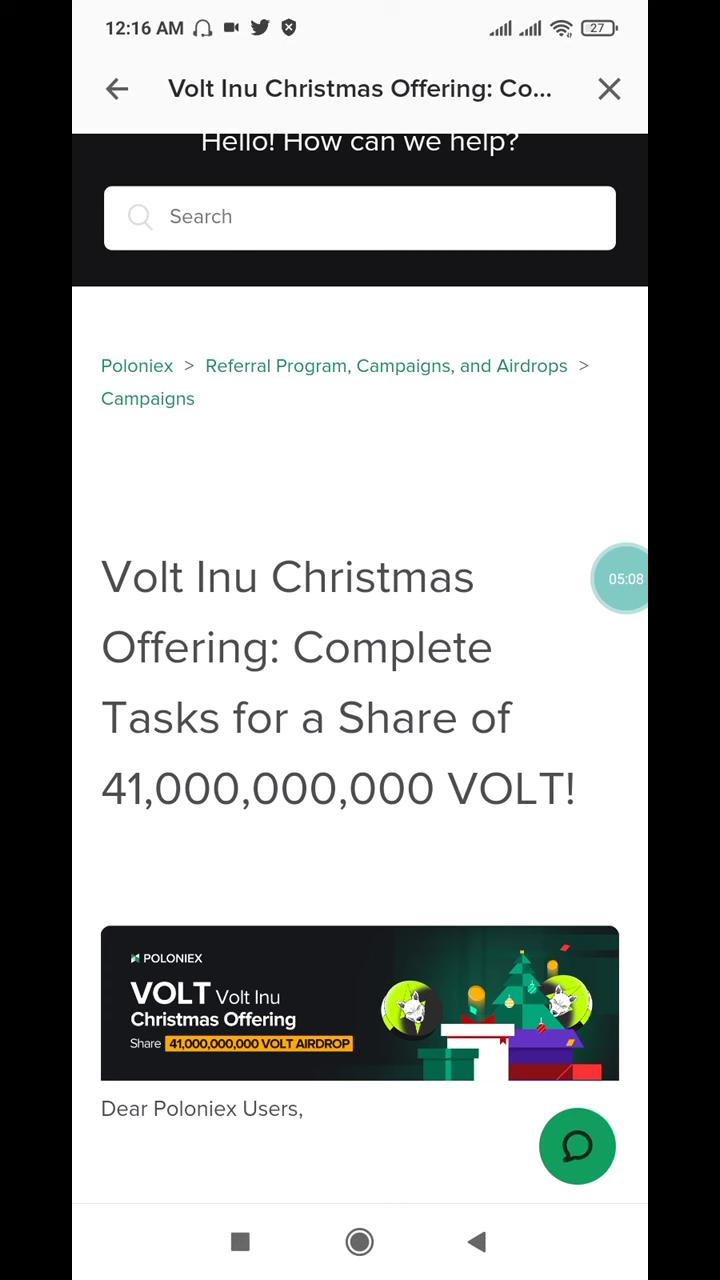 12:16 AM
27
Volt Inu Christmas Offering: Co...
Hello! How can we help?
Search
Poloniex > Referral Program, Campaigns, and Airdrops >
Campaigns
Volt Inu Christmas
Offering: Complete
Tasks for a Share of
41,000,000,000 VOLT!
05:08
POLONIEX
VOLT Volt Inu
Christmas Offering
Share 41,000,000,000 VOLT AIRDROP
Dear Poloniex Users,